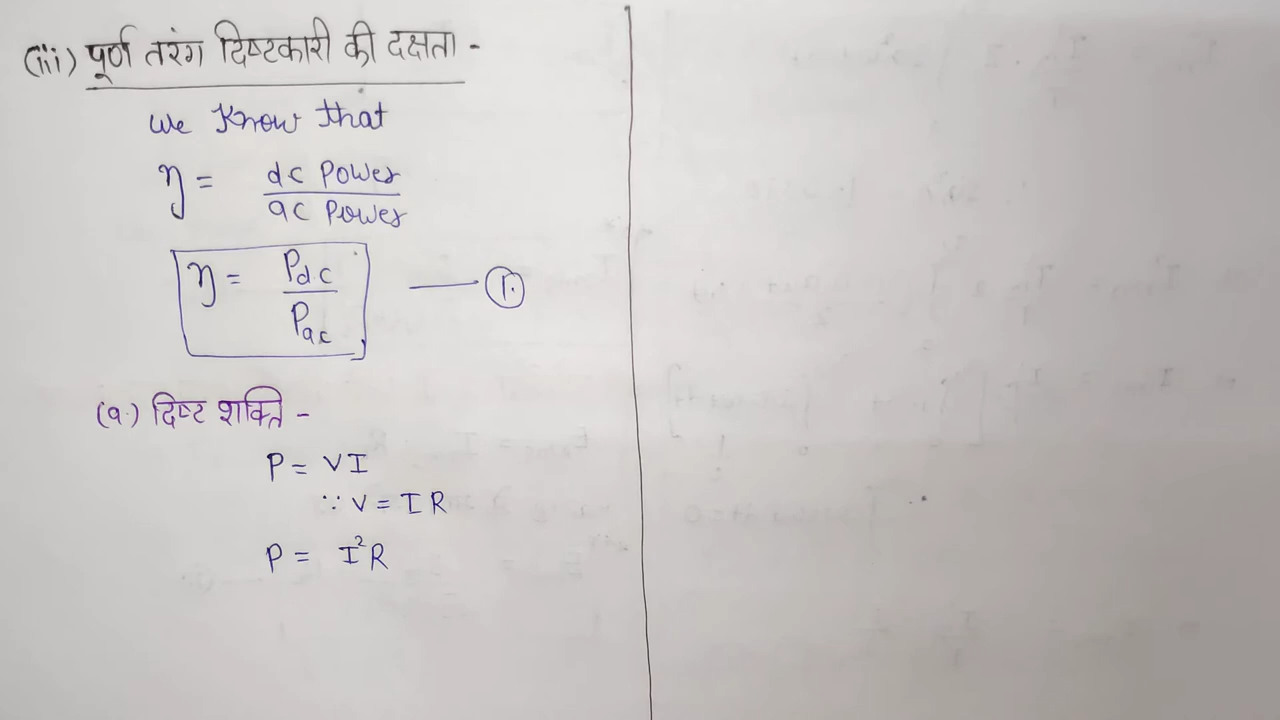 (iii) पूर्ण तरंग दिष्टकारी की दक्षता -
we Know that
η = dc Power / ac Power
η = Pdc / Pac —— ①.
(a.) दिष्ट शक्ति -
P = VI
∵ V = IR
P = I²R